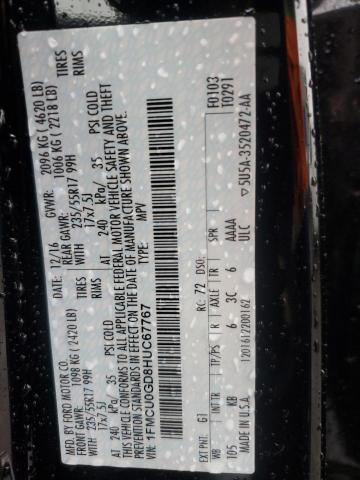 MFD. BY FORD MOTOR CO.
DATE: 12/16 GVWR: 2096 KG ( 4620 LB)
FRONT GAWR: 1098 KG (2420 LB) REAR GAWR: 1006 KG ( 2218 LB)
WITH 235/55R17 99H TIRES
17x7.5J RIMS
AT 240 kPa/ 35 PSI COLD
WITH 235/55R17 99H TIRES
17x7.5J RIMS
AT 240 kPa/ 35 PSI COLD
THIS VEHICLE CONFORMS TO ALL APPLICABLE FEDERAL MOTOR VEHICLE SAFETY AND THEFT
PREVENTION STANDARDS IN EFFECT ON THE DATE OF MANUFACTURE SHOWN ABOVE.
VIN: 1FMCU0GD8HUC67767
TYPE: MPV
F0103
T0291
EXT PNT: G1 RC: 72 DSO:
WB INT TR TP/PS R AX TR SPR
105 KB 6 3C 6 AAAA
ULC
1201612200162
MADE IN U.S.A.
▽5U5A-3520472-AA